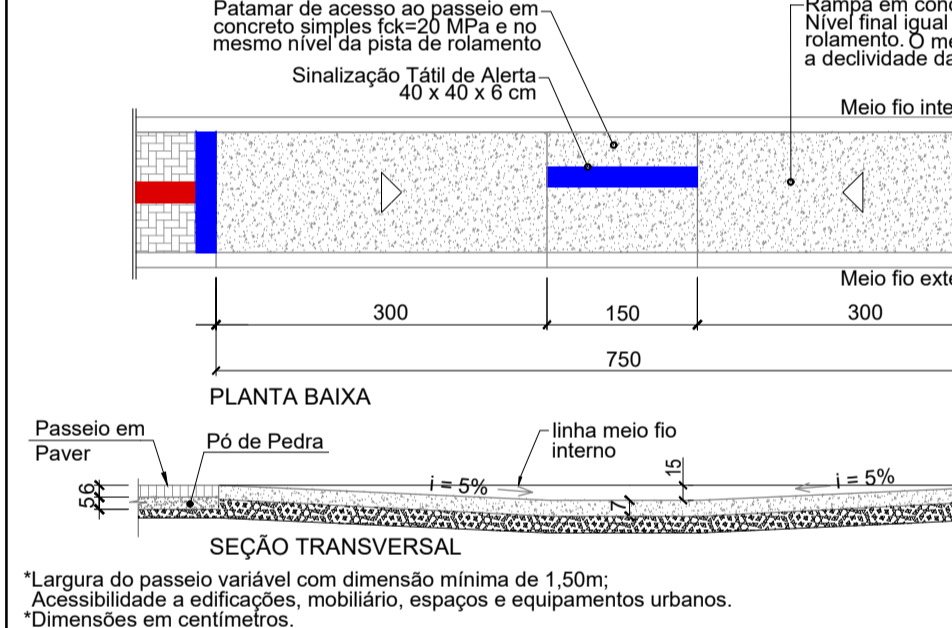 Patamar de acesso ao passeio em
concreto simples fck=20 MPa e no
mesmo nível da pista de rolamento
Rampa em conc
Nível final igual
rolamento. O me
a declividade da
Sinalização Tátil de Alerta
40 x 40 x 6 cm
Meio fio inte
Meio fio exte
300
150
300
750
PLANTA BAIXA
Passeio em
Paver
Pó de Pedra
linha meio fio
interno
15
i = 5%
i = 5%
56
7
SEÇÃO TRANSVERSAL
*Largura do passeio variável com dimensão mínima de 1,50m;
Acessibilidade a edificações, mobiliário, espaços e equipamentos urbanos.
*Dimensões em centímetros.